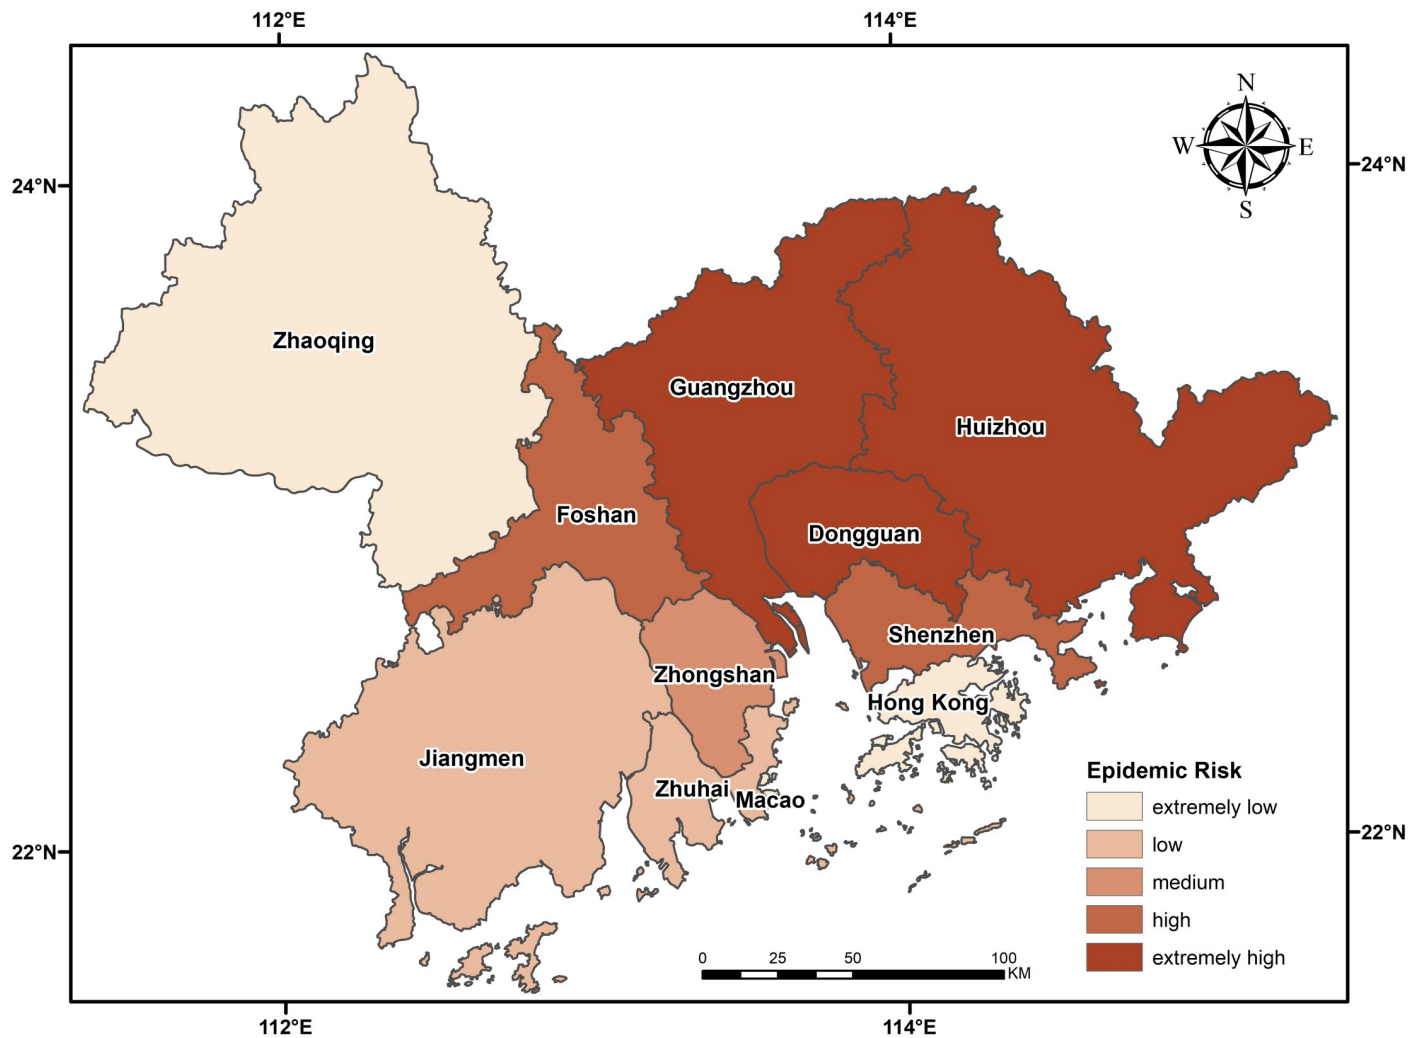 112°E
114°E
N
W
E
S
24°N
24°N
Zhaoqing
Guangzhou
Huizhou
Foshan
Dongguan
Shenzhen
Zhongshan
Hong Kong
Jiangmen
Zhuhai
Macao
Epidemic Risk
extremely low
low
medium
high
extremely high
22°N
22°N
0 25 50 100
KM
112°E
114°E